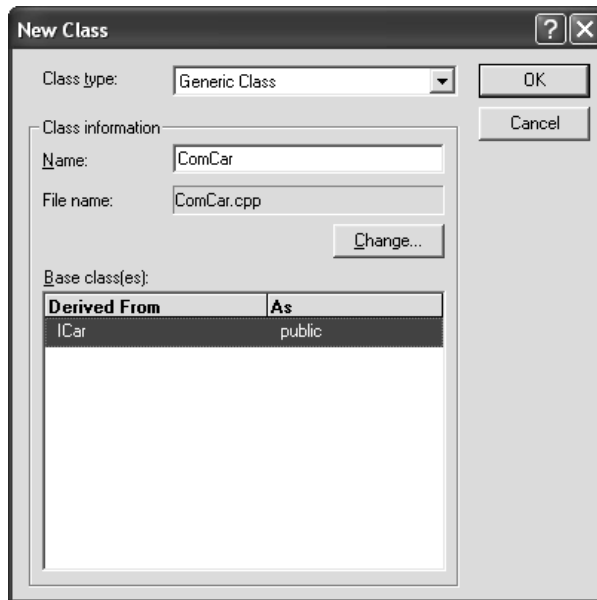 New Class
Class type: Generic Class
OK
Cancel
Class information
Name: ComCar
File name: ComCar.cpp
Change...
Base class(es):
Derived From As
ICar public